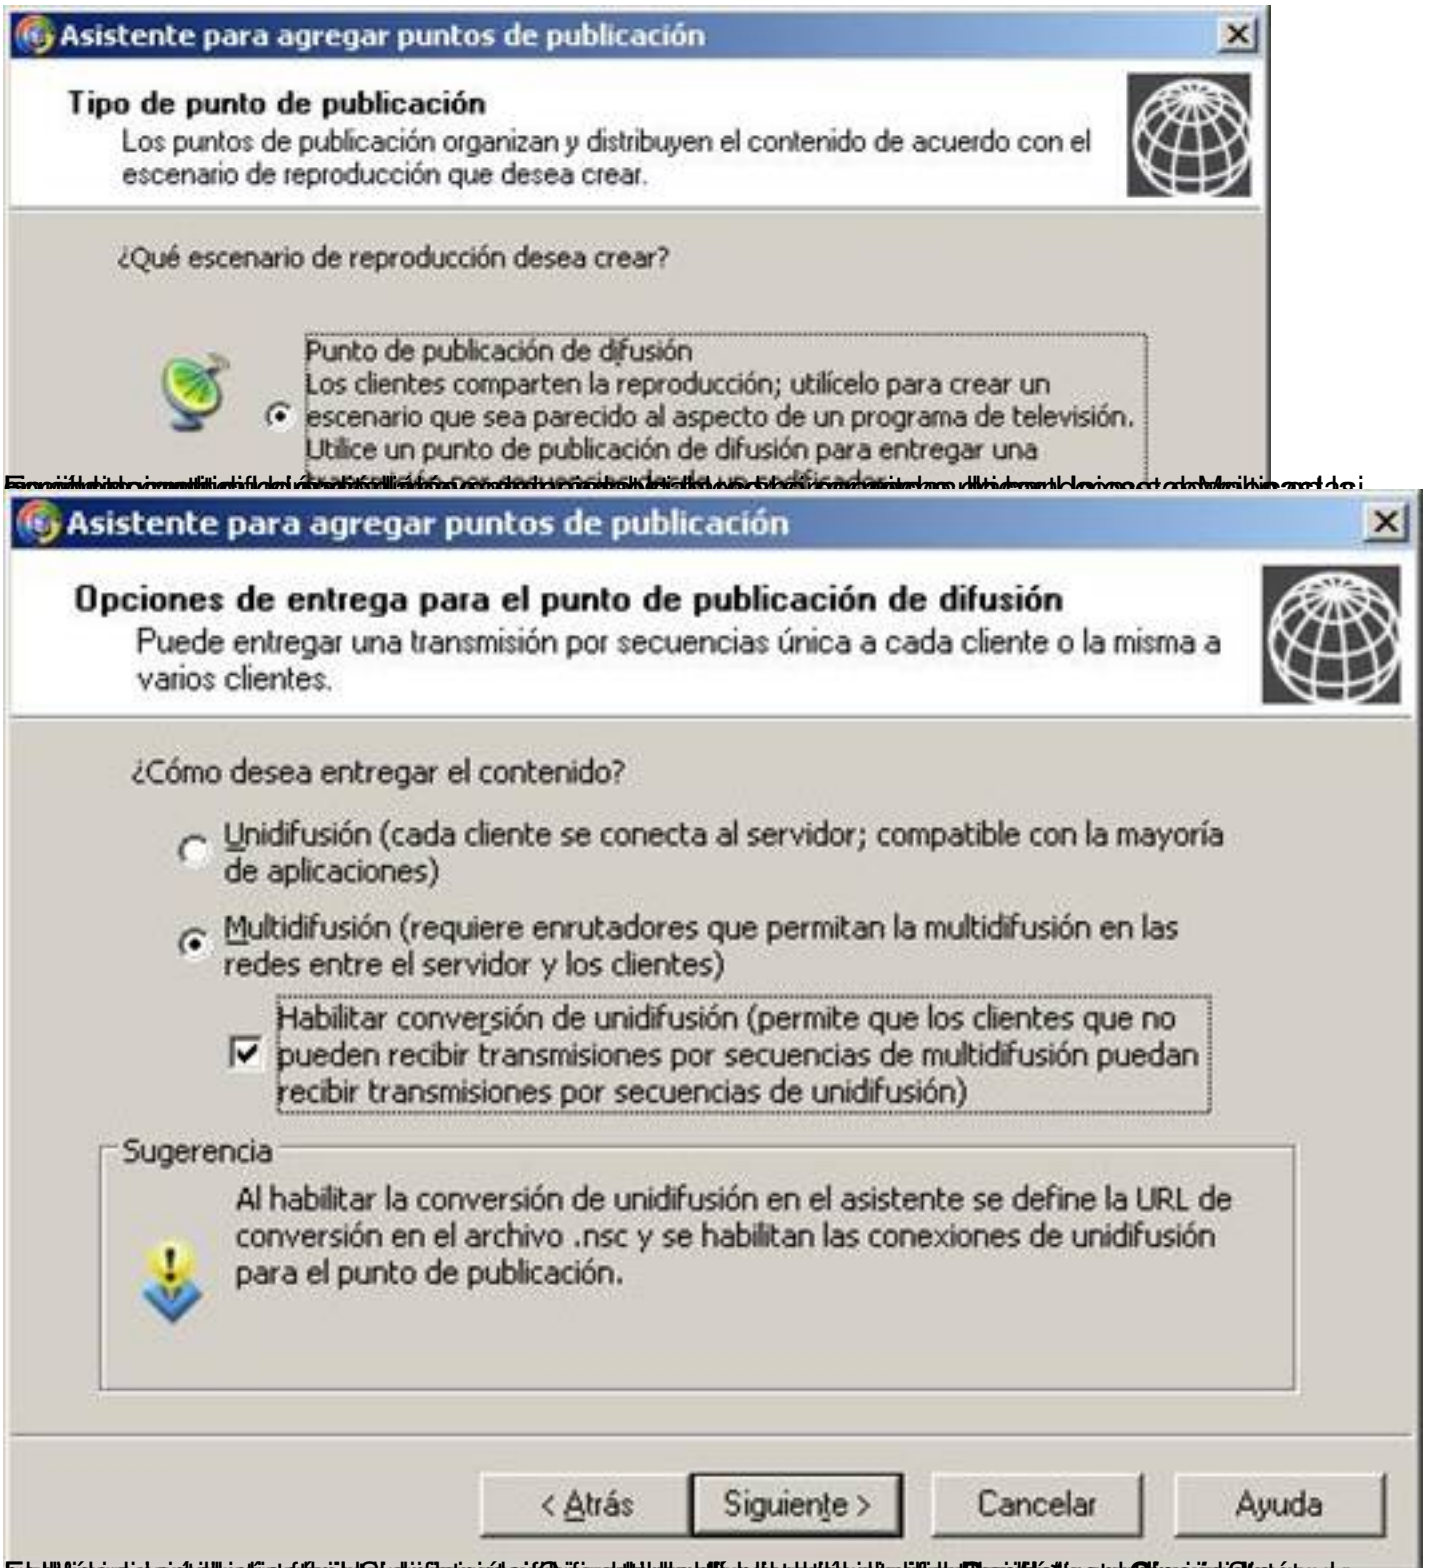 Asistente para agregar puntos de publicación
Tipo de punto de publicación
Los puntos de publicación organizan y distribuyen el contenido de acuerdo con el
escenario de reproducción que desea crear.
¿Qué escenario de reproducción desea crear?
Punto de publicación de difusión
Los clientes comparten la reproducción; utilícelo para crear un
escenario que sea parecido al aspecto de un programa de televisión.
Utilice un punto de publicación de difusión para entregar una
Asistente para agregar puntos de publicación
Opciones de entrega para el punto de publicación de difusión
Puede entregar una transmisión por secuencias única a cada cliente o la misma a
varios clientes.
¿Cómo desea entregar el contenido?
Unidifusión (cada cliente se conecta al servidor; compatible con la mayoría
de aplicaciones)
Multidifusión (requiere enrutadores que permitan la multidifusión en las
redes entre el servidor y los clientes)
Habilitar conversión de unidifusión (permite que los clientes que no
pueden recibir transmisiones por secuencias de multidifusión puedan
recibir transmisiones por secuencias de unidifusión)
Sugerencia
Al habilitar la conversión de unidifusión en el asistente se define la URL de
conversión en el archivo .nsc y se habilitan las conexiones de unidifusión
para el punto de publicación.
< Atrás
Siguiente >
Cancelar
Ayuda